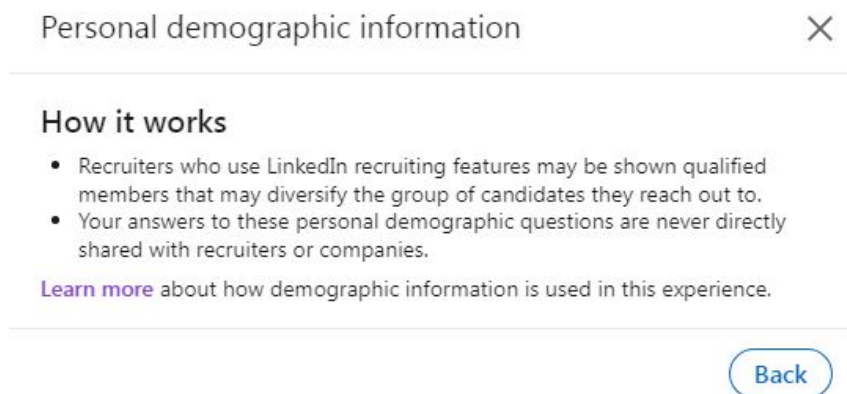 Personal demographic information
How it works
• Recruiters who use LinkedIn recruiting features may be shown qualified
members that may diversify the group of candidates they reach out to.
• Your answers to these personal demographic questions are never directly
shared with recruiters or companies.
Learn more about how demographic information is used in this experience.
Back